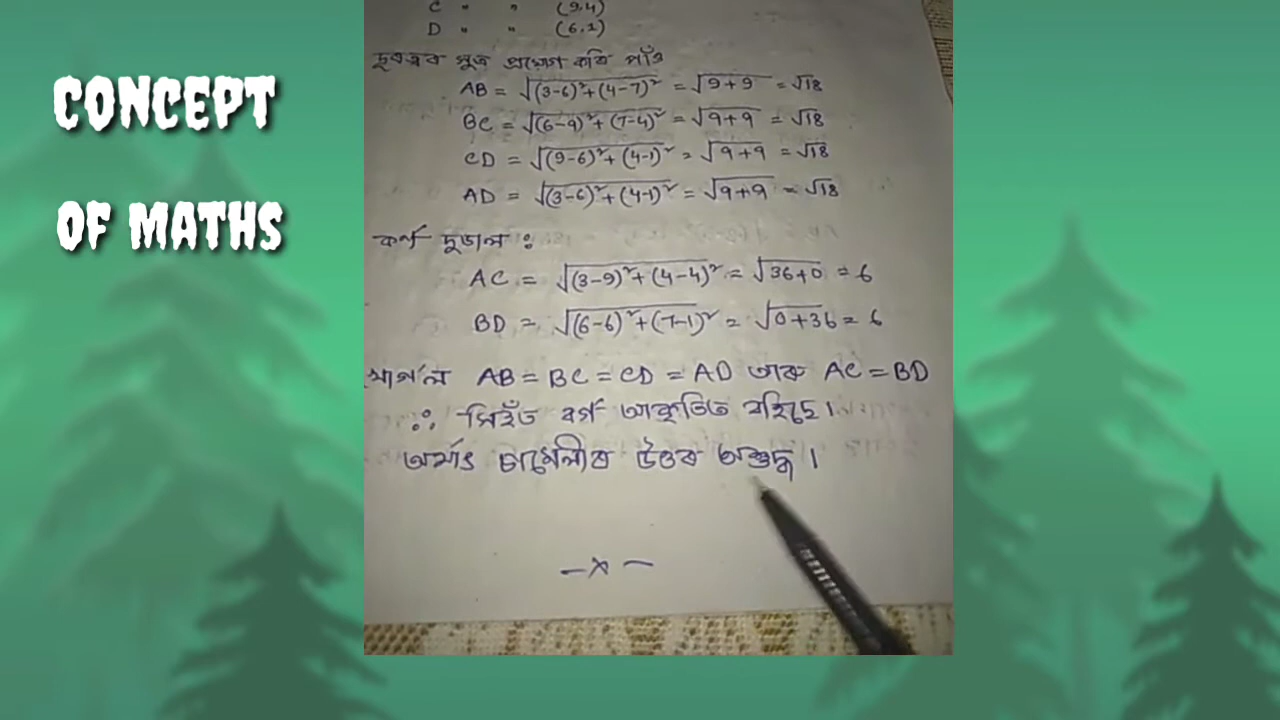 CONCEPT
OF MATHS
C " " (9,4)
D " " (6,1)
দূৰত্বৰ সূত্ৰ প্ৰয়োগ কৰি পাওঁ
AB = √(3-6)²+(4-7)² = √9+9 = √18
BC = √(6-9)²+(7-4)² = √9+9 = √18
CD = √(9-6)²+(4-1)² = √9+9 = √18
AD = √(3-6)²+(4-1)² = √9+9 = √18
কৰ্ণ দুডাল :
AC = √(3-9)²+(4-4)² = √36+0 = 6
BD = √(6-6)²+(7-1)² = √0+36 = 6
AB = BC = CD = AD আৰু AC = BD
∴ সিহঁত বৰ্গ আকৃতিত বহিছে।
অৰ্থাৎ চামেলীৰ উত্তৰ অশুদ্ধ।
—x—